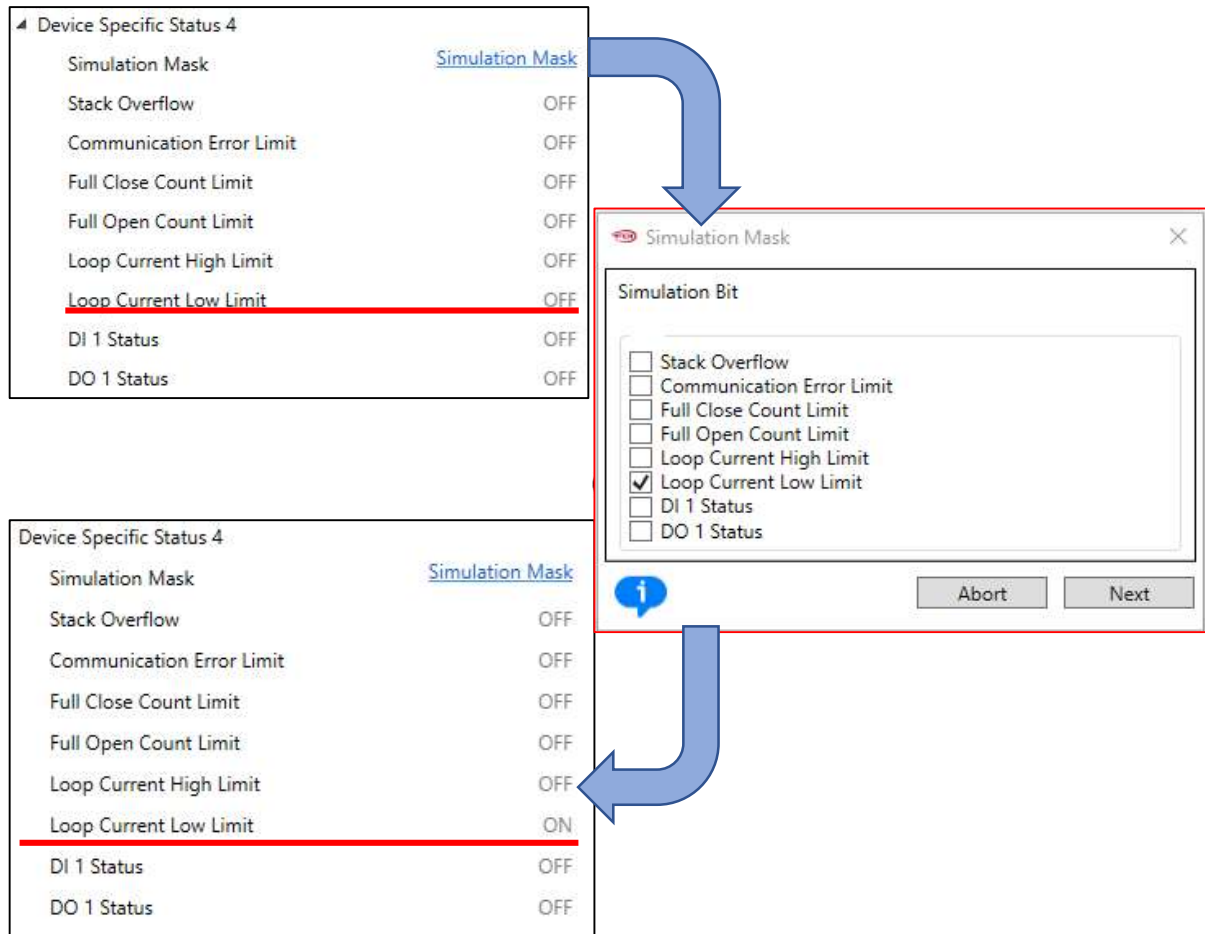 Device Specific Status 4
Simulation Mask Simulation Mask
Stack Overflow OFF
Communication Error Limit OFF
Full Close Count Limit OFF
Full Open Count Limit OFF
Loop Current High Limit OFF
Loop Current Low Limit OFF
DI 1 Status OFF
DO 1 Status OFF
Simulation Mask
Simulation Bit
Stack Overflow
Communication Error Limit
Full Close Count Limit
Full Open Count Limit
Loop Current High Limit
Loop Current Low Limit
DI 1 Status
DO 1 Status
Abort Next
Device Specific Status 4
Simulation Mask Simulation Mask
Stack Overflow OFF
Communication Error Limit OFF
Full Close Count Limit OFF
Full Open Count Limit OFF
Loop Current High Limit OFF
Loop Current Low Limit ON
DI 1 Status OFF
DO 1 Status OFF